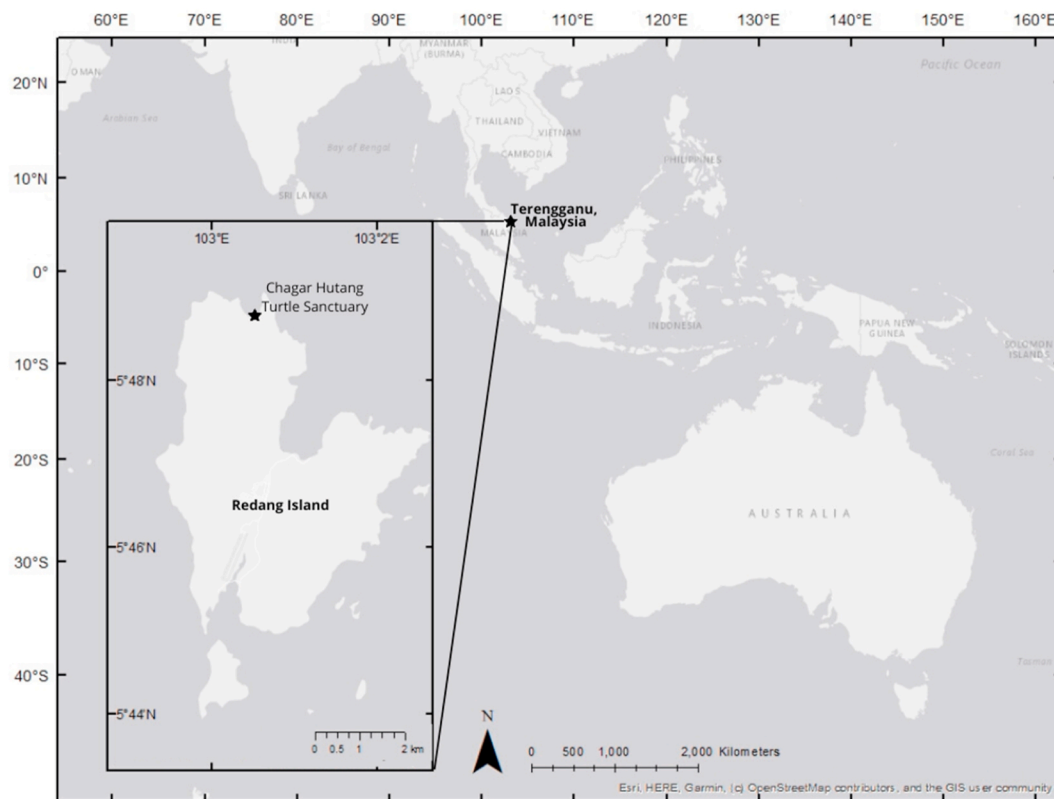 60°E 70°E 80°E 90°E 100°E 110°E 120°E 130°E 140°E 150°E 160°E
MYANMAR
(BURMA)
OMAN
Pacific Ocean
20°N
LAOS
Arabian Sea
THAILAND
VIETNAM
Bay of Bengal
CAMBODIA
PHILIPPINES
10°N
SRI LANKA
Terengganu,
Malaysia
MALAYSIA
103°E 103°2'E
0°
Chagar Hutang
Turtle Sanctuary
INDONESIA
PAPUA NEW
GUINEA
SOLOMON
ISLANDS
10°S
5°48'N
20°S
Coral Sea
Redang Island
AUSTRALIA
5°46'N
30°S
40°S
Tasman
5°44'N
0 0.5 1 2 km
N
0 500 1,000 2,000 Kilometers
Esri, HERE, Garmin, (c) OpenStreetMap contributors, and the GIS user community